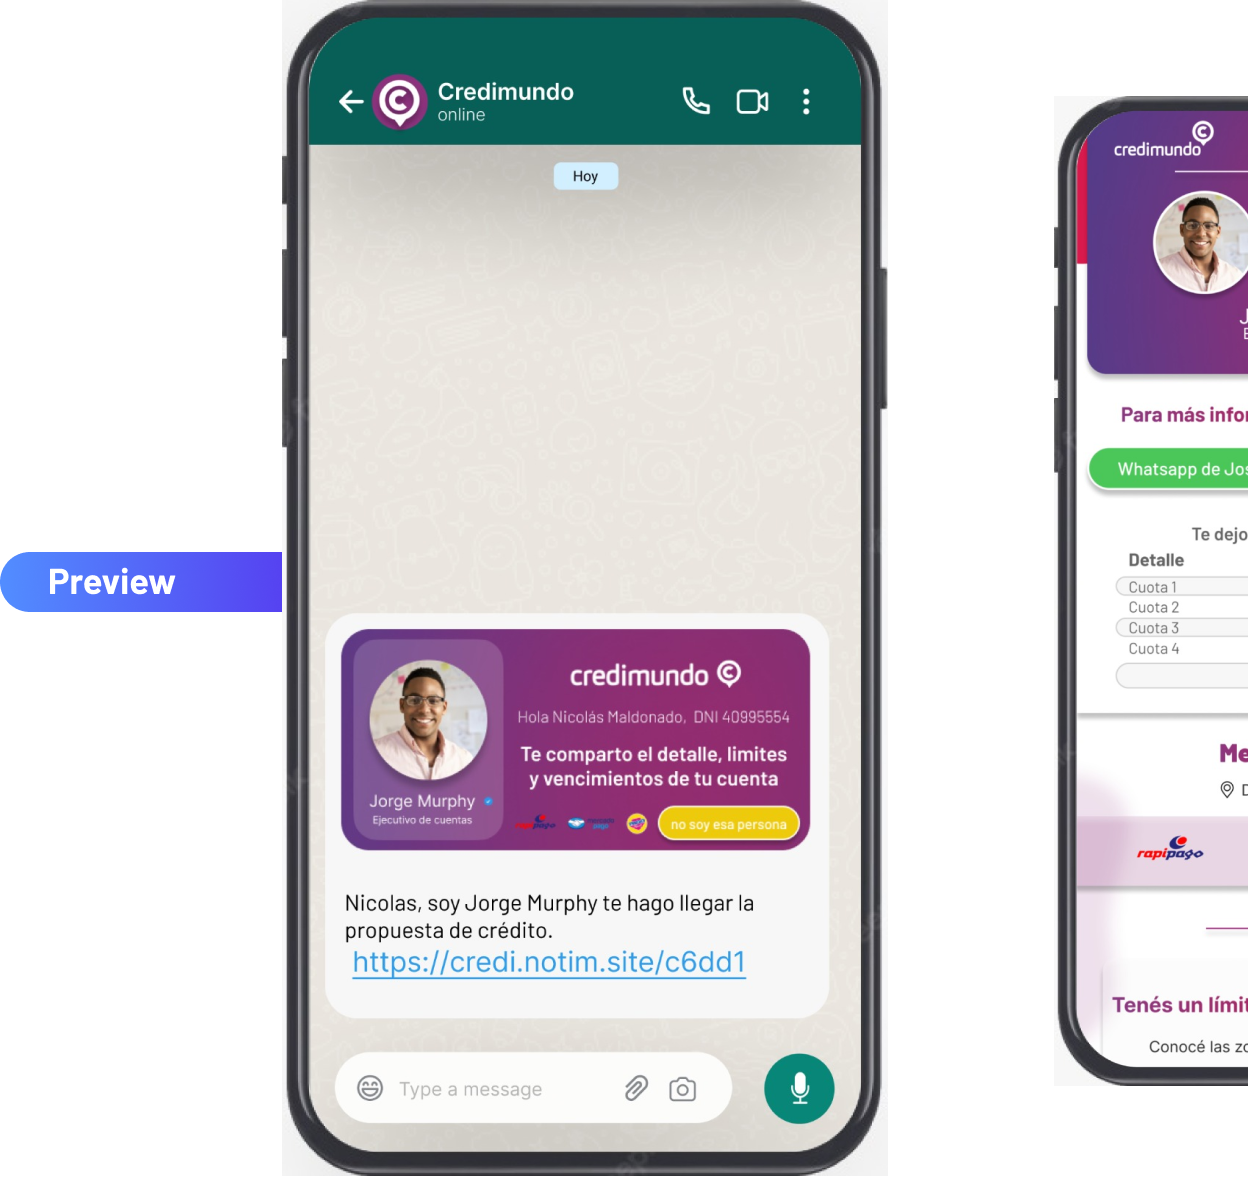 Preview
Credimundo
online
Hoy
credimundo
Hola Nicolás Maldonado, DNI 40995554
Te comparto el detalle, limites
y vencimientos de tu cuenta
Jorge Murphy
Ejecutivo de cuentas
rapipago
no soy esa persona
Nicolas, soy Jorge Murphy te hago llegar la
propuesta de crédito.
https://credi.notim.site/c6dd1
Type a message
credimundo
Para más infor
Whatsapp de Jos
Te dejo
Detalle
Cuota 1
Cuota 2
Cuota 3
Cuota 4
Me
rapipago
Tenés un límit
Conocé las zo